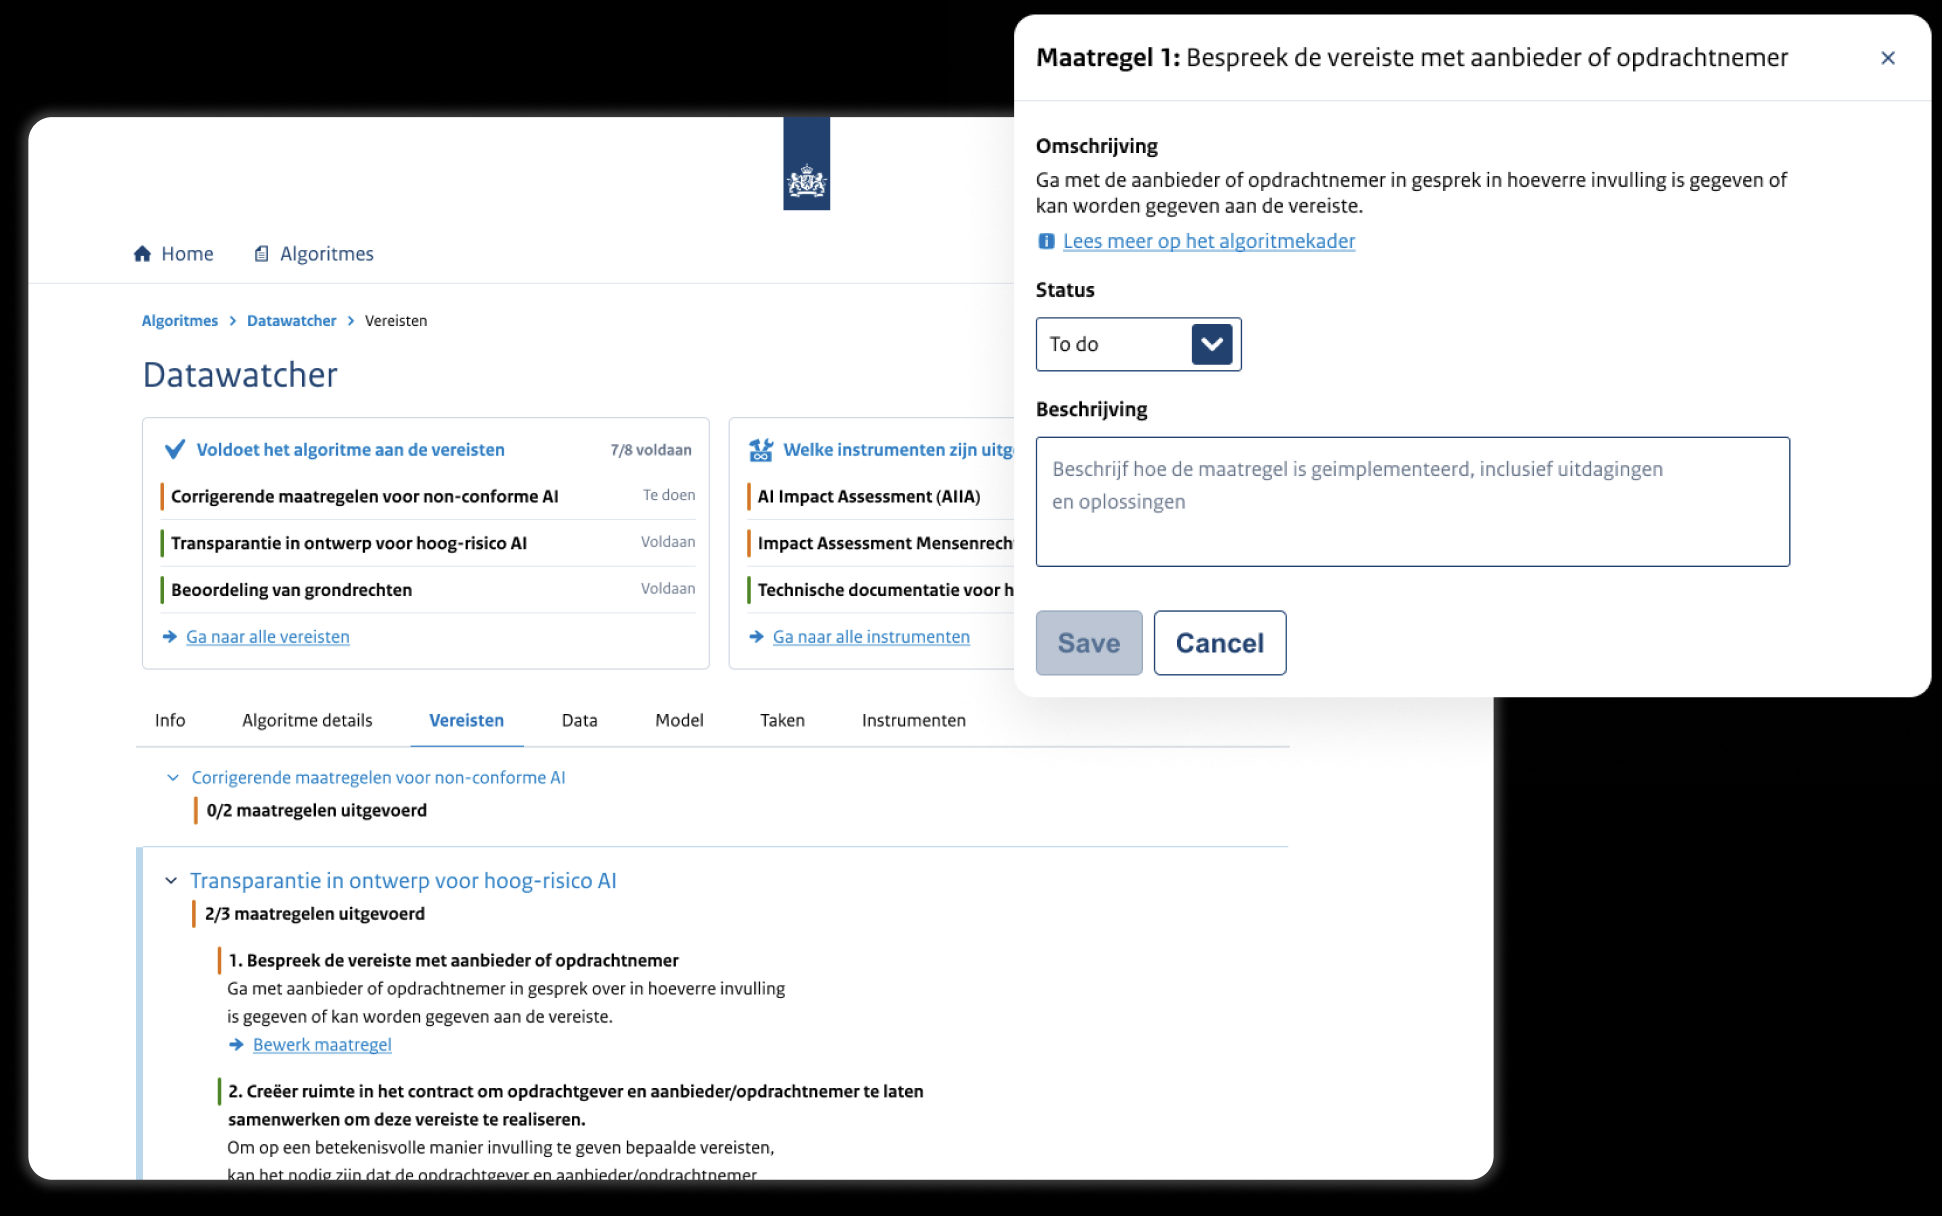 Maatregel 1: Bespreek de vereiste met aanbieder of opdrachtnemer
Omschrijving
Ga met de aanbieder of opdrachtnemer in gesprek in hoeverre invulling is gegeven of
kan worden gegeven aan de vereiste.
Lees meer op het algoritmekader
Status
To do
Beschrijving
Beschrijf hoe de maatregel is geimplementeerd, inclusief uitdagingen
en oplossingen
Save Cancel
Home Algoritmes
Algoritmes > Datawatcher > Vereisten
Datawatcher
Voldoet het algoritme aan de vereisten 7/8 voldaan
Corrigerende maatregelen voor non-conforme AI Te doen
Transparantie in ontwerp voor hoog-risico AI Voldaan
Beoordeling van grondrechten Voldaan
Ga naar alle vereisten
Welke instrumenten zijn uitg
AI Impact Assessment (AIIA)
Impact Assessment Mensenrech
Technische documentatie voor h
Ga naar alle instrumenten
Info Algoritme details Vereisten Data Model Taken Instrumenten
Corrigerende maatregelen voor non-conforme AI
0/2 maatregelen uitgevoerd
Transparantie in ontwerp voor hoog-risico AI
2/3 maatregelen uitgevoerd
1. Bespreek de vereiste met aanbieder of opdrachtnemer
Ga met aanbieder of opdrachtnemer in gesprek over in hoeverre invulling
is gegeven of kan worden gegeven aan de vereiste.
Bewerk maatregel
2. Creëer ruimte in het contract om opdrachtgever en aanbieder/opdrachtnemer te laten
samenwerken om deze vereiste te realiseren.
Om op een betekenisvolle manier invulling te geven bepaalde vereisten,
kan het nodig zijn dat de opdrachtgever en aanbieder/opdrachtnemer